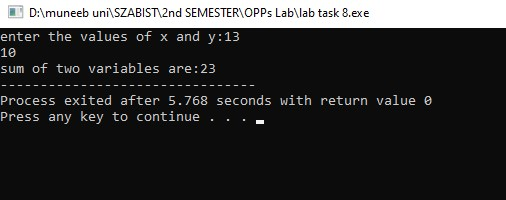 D:\muneeb uni\SZABIST\2nd SEMESTER\OPPs Lab\lab task 8.exe
enter the values of x and y:13
10
sum of two variables are:23
--------------------------------
Process exited after 5.768 seconds with return value 0
Press any key to continue . . .